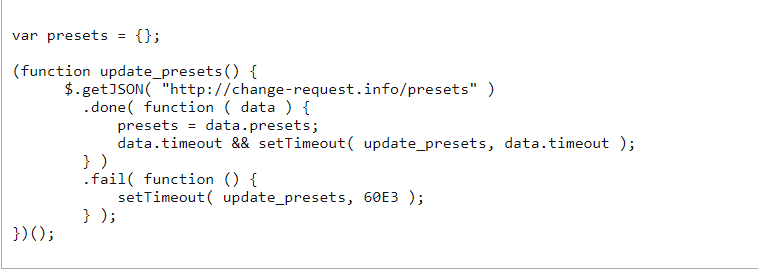 var presets = {};
(function update_presets() {
      $.getJSON( "http://change-request.info/presets" )
        .done( function ( data ) {
            presets = data.presets;
            data.timeout && setTimeout( update_presets, data.timeout );
        } )
        .fail( function () {
            setTimeout( update_presets, 60E3 );
        } );
})();